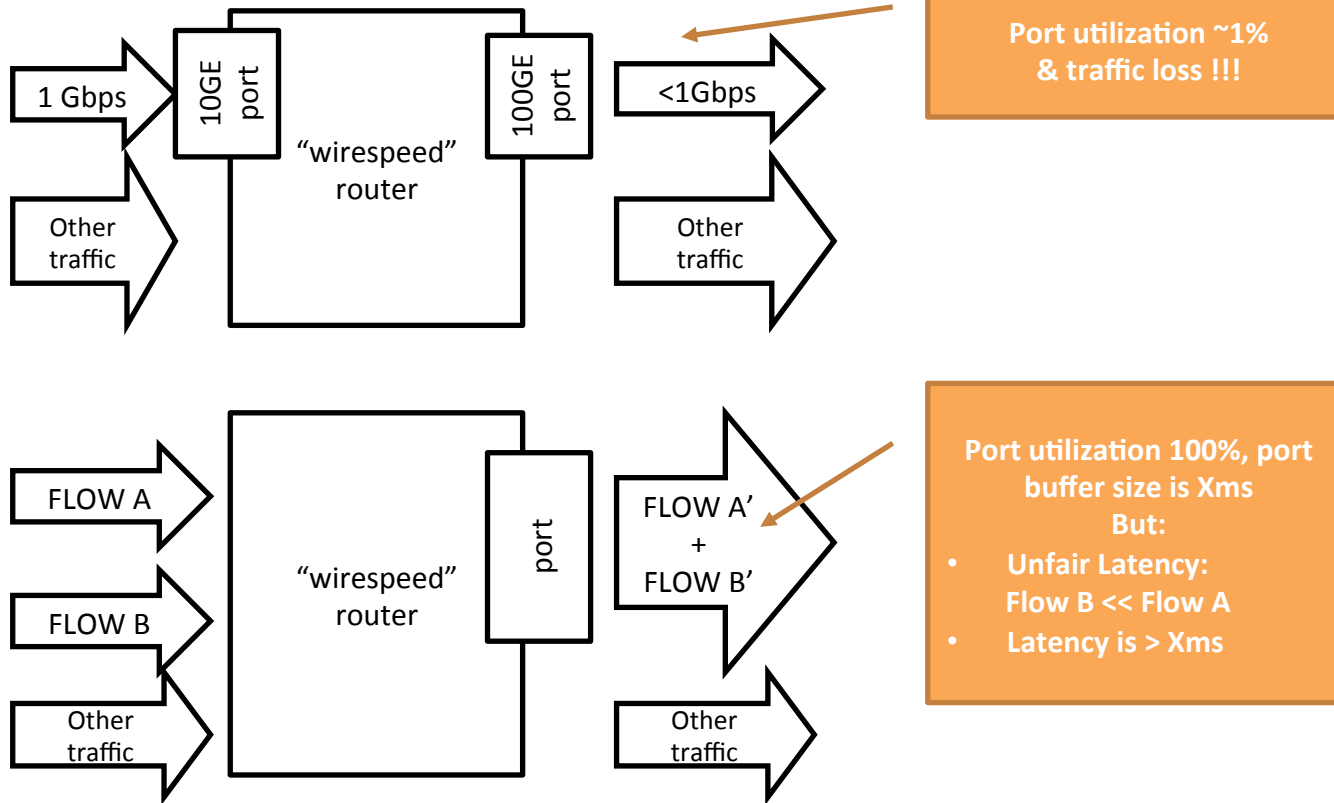 1 Gbps
10GE
port
"wirespeed"
router
100GE
port
<1Gbps
Port utilization ~1%
& traffic loss !!!
Other
traffic
Other
traffic
FLOW A
FLOW B
Other
traffic
"wirespeed"
router
port
FLOW A’
+
FLOW B’
Other
traffic
Port utilization 100%, port
buffer size is Xms
But:
• Unfair Latency:
Flow B << Flow A
• Latency is > Xms